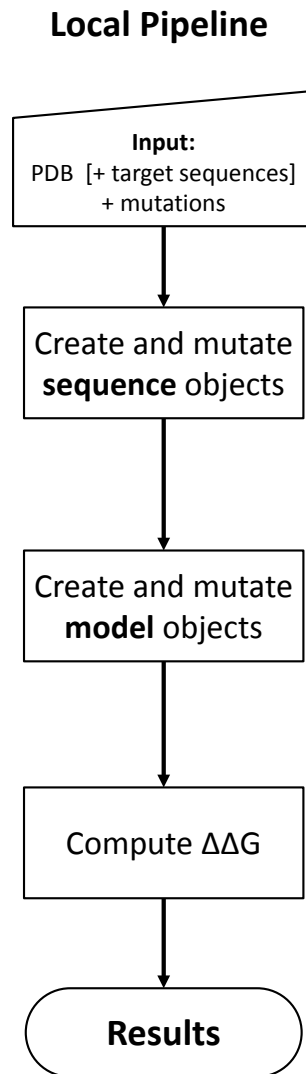 Local Pipeline
Input:
PDB [+ target sequences]
+ mutations
Create and mutate
sequence objects
Create and mutate
model objects
Compute ΔΔG
Results